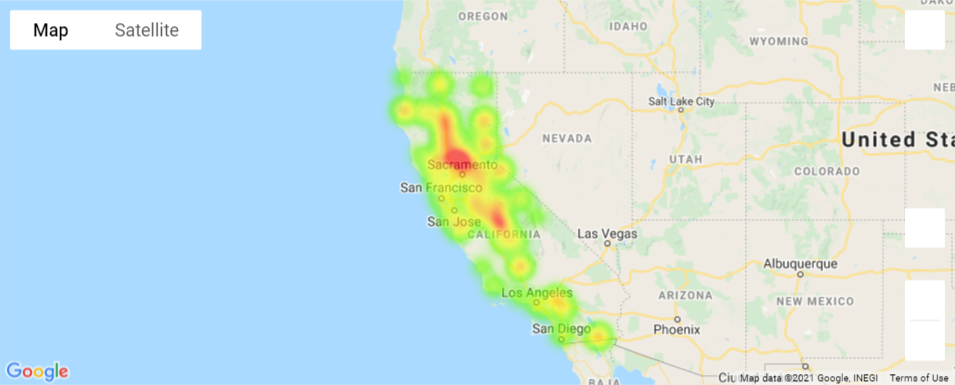 Map
Satellite
OREGON
IDAHO
WYOMING
Salt Lake City
NEVADA
United Sta
UTAH
COLORADO
Sacramento
San Francisco
San Jose
CALIFORNIA
Las Vegas
Albuquerque
Los Angeles
ARIZONA
NEW MEXICO
San Diego
Phoenix
Google
BAJA
Map data ©2021 Google, INEGI
Terms of Use